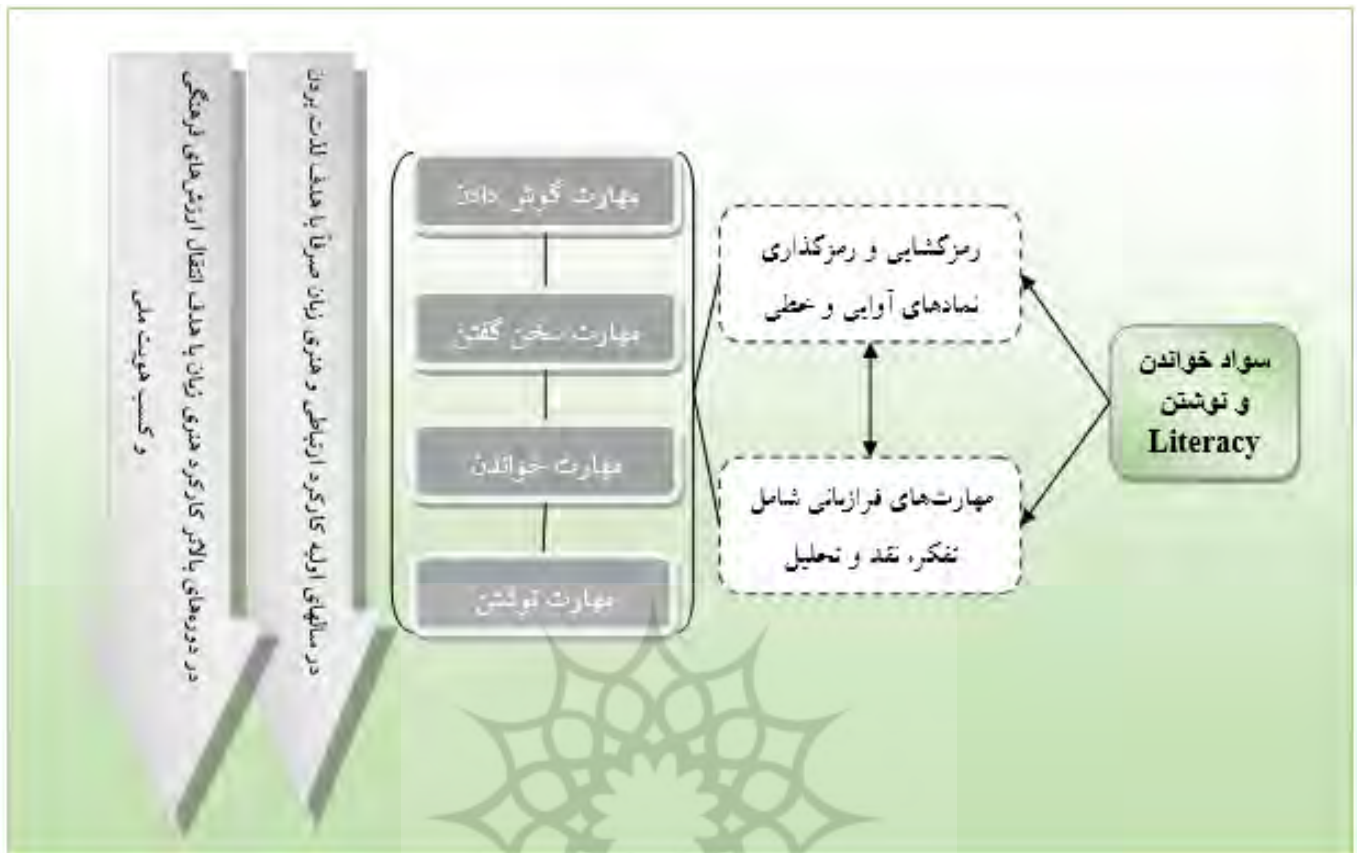 سواد خواندن
و نوشتن
Literacy
رمزگشایی و رمزگذاری
نمادهای آوایی و خطی
مهارت‌های فرازبانی شامل
تفکر، نقد و تحلیل
مهارت گوش دادن
مهارت سخن گفتن
مهارت خواندن
مهارت نوشتن
در سالهای اولیه کارکرد ارتباطی و هنری زبان صرفاً با هدف لذت بردن
در دوره‌های بالاتر کارکرد هنری زبان با هدف انتقال ارزش‌های فرهنگی
و کسب هویت ملی